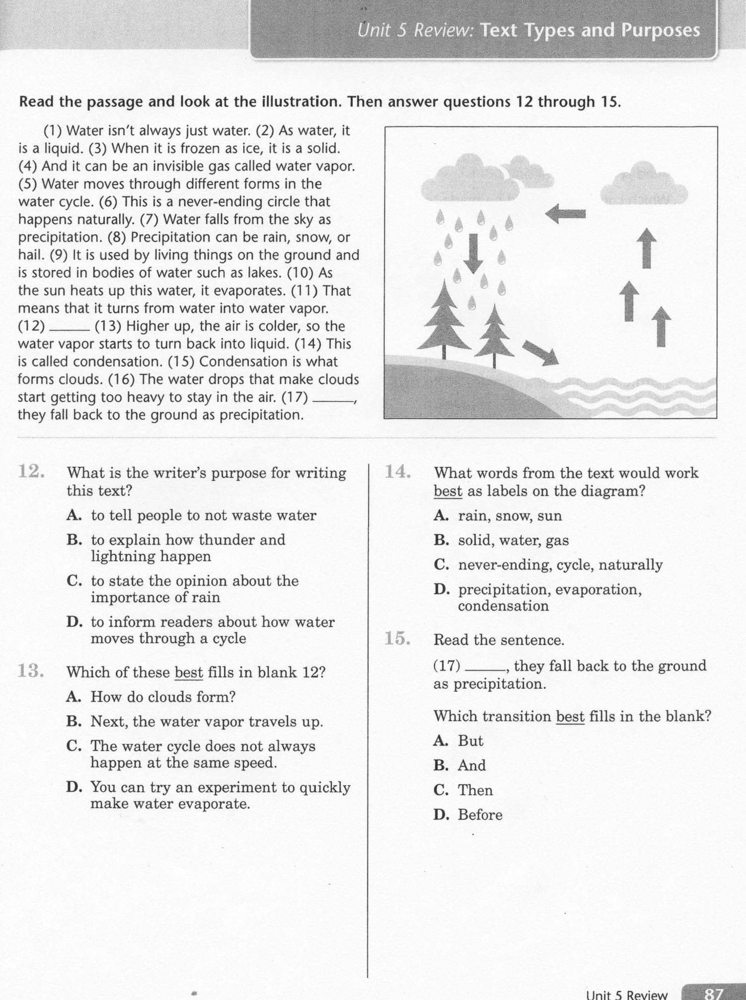 Unit 5 Review: Text Types and Purposes
Read the passage and look at the illustration. Then answer questions 12 through 15.
(1) Water isn't always just water. (2) As water, it
is a liquid. (3) When it is frozen as ice, it is a solid.
(4) And it can be an invisible gas called water vapor.
(5) Water moves through different forms in the
water cycle. (6) This is a never-ending circle that
happens naturally. (7) Water falls from the sky as
precipitation. (8) Precipitation can be rain, snow, or
hail. (9) It is used by living things on the ground and
is stored in bodies of water such as lakes. (10) As
the sun heats up this water, it evaporates. (11) That
means that it turns from water into water vapor.
(12) _____ (13) Higher up, the air is colder, so the
water vapor starts to turn back into liquid. (14) This
is called condensation. (15) Condensation is what
forms clouds. (16) The water drops that make clouds
start getting too heavy to stay in the air. (17) _____,
they fall back to the ground as precipitation.
12. What is the writer's purpose for writing
this text?
A. to tell people to not waste water
B. to explain how thunder and
lightning happen
C. to state the opinion about the
importance of rain
D. to inform readers about how water
moves through a cycle
13. Which of these best fills in blank 12?
A. How do clouds form?
B. Next, the water vapor travels up.
C. The water cycle does not always
happen at the same speed.
D. You can try an experiment to quickly
make water evaporate.
14. What words from the text would work
best as labels on the diagram?
A. rain, snow, sun
B. solid, water, gas
C. never-ending, cycle, naturally
D. precipitation, evaporation,
condensation
15. Read the sentence.
(17) _____, they fall back to the ground
as precipitation.
Which transition best fills in the blank?
A. But
B. And
C. Then
D. Before
Unit 5 Review 87